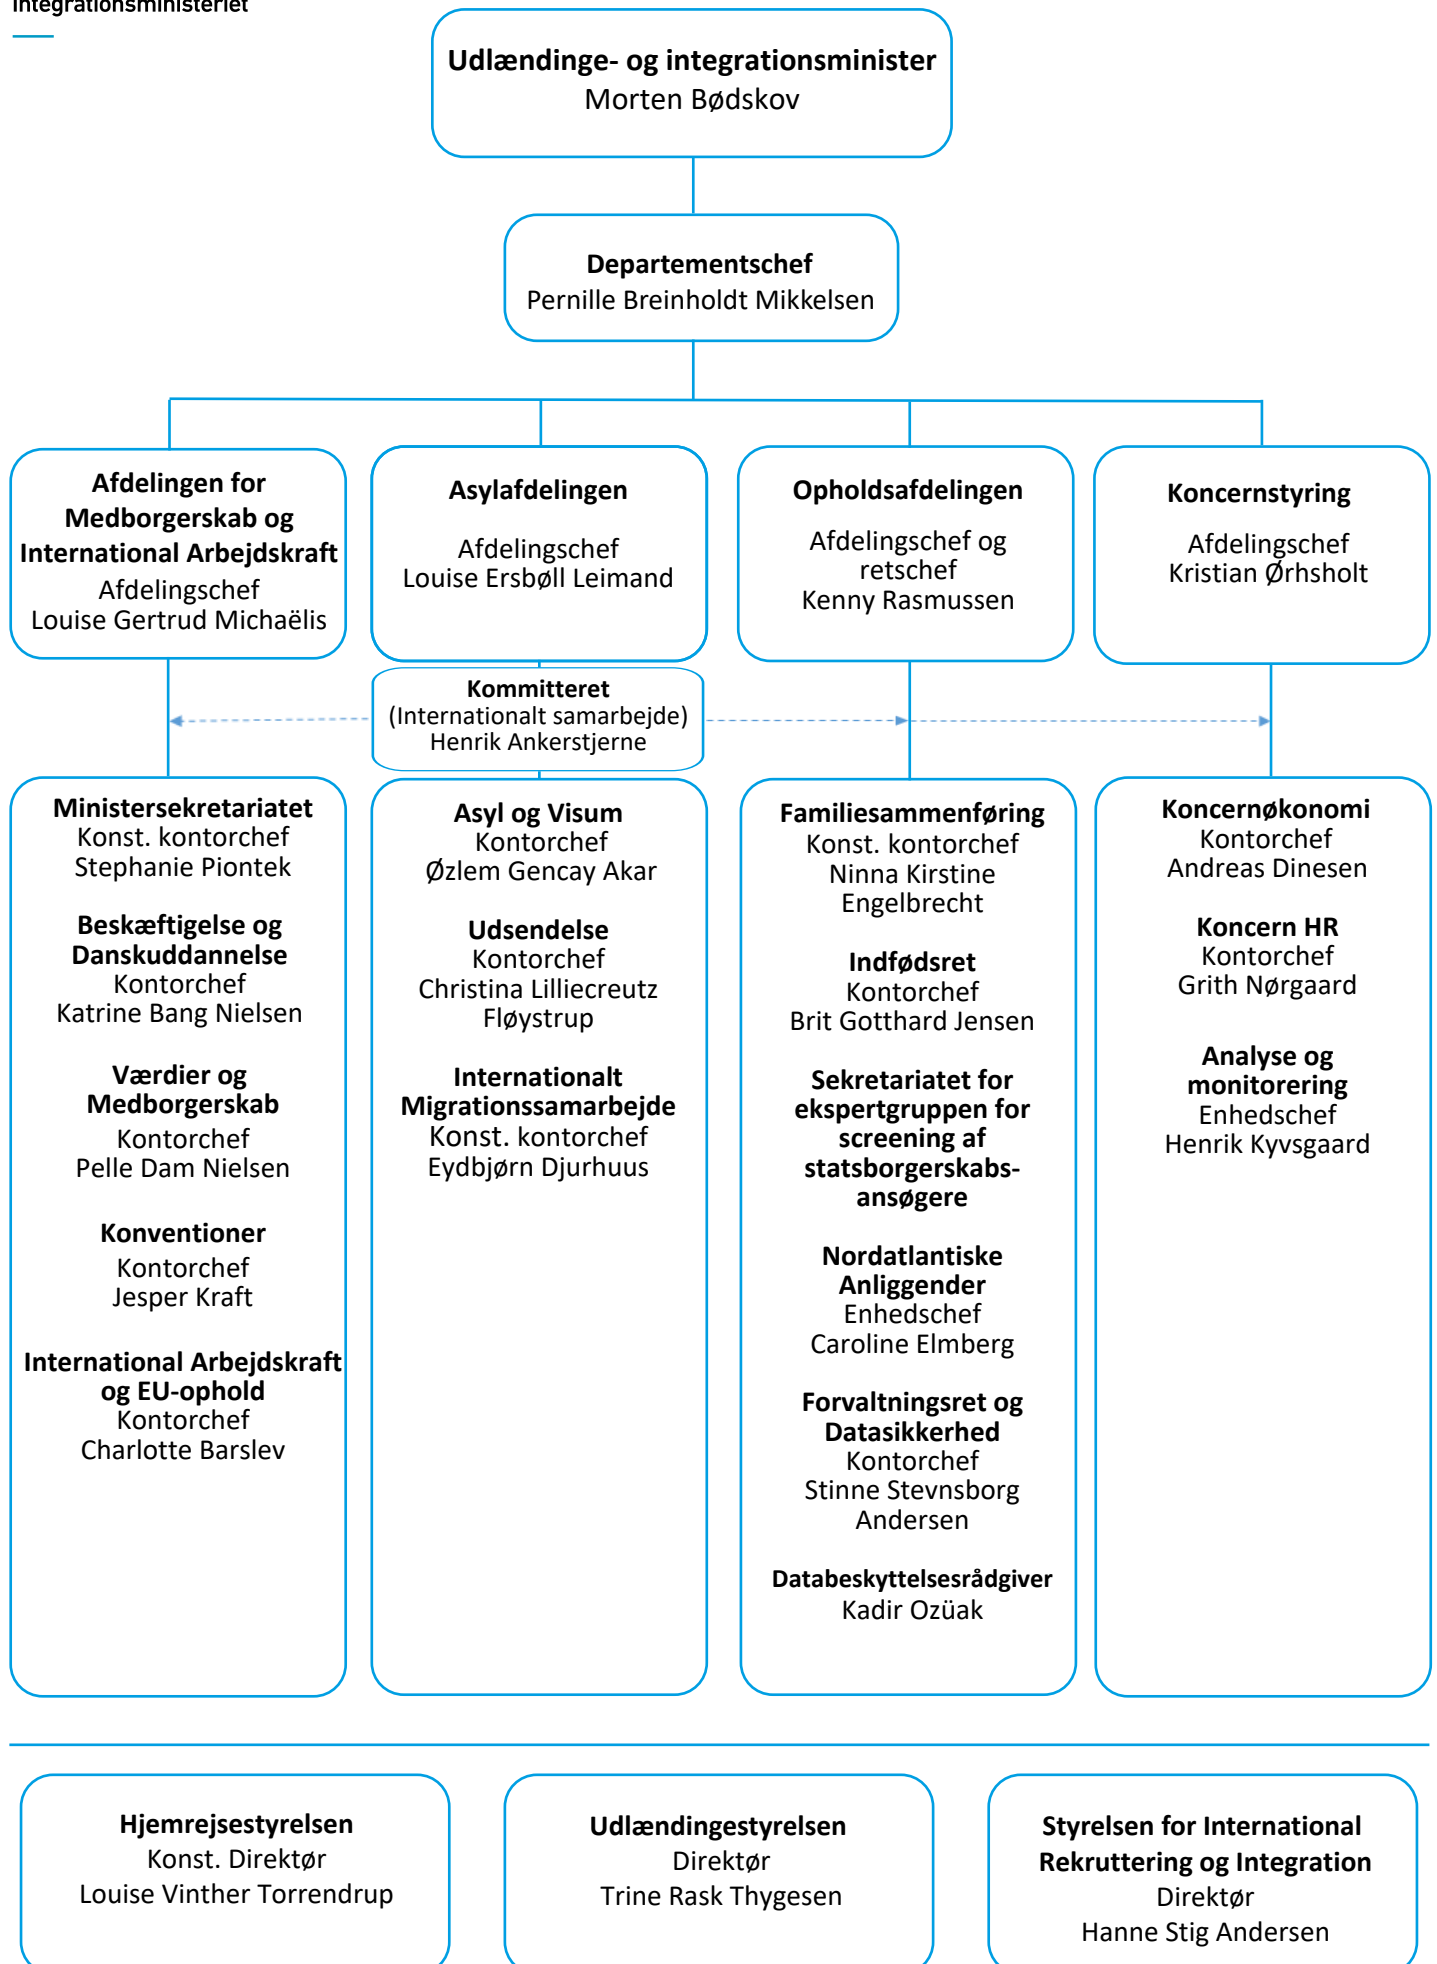 Integrationsministeriet
Udlændinge- og integrationsminister
Morten Bødskov
Departementschef
Pernille Breinholdt Mikkelsen
Afdelingen for
Medborgerskab og
International Arbejdskraft
Afdelingschef
Louise Gertrud Michaëlis
Asylafdelingen
Afdelingschef
Louise Ersbøll Leimand
Opholdsafdelingen
Afdelingschef og
retschef
Kenny Rasmussen
Koncernstyring
Afdelingschef
Kristian Ørhsholt
Kommitteret
(Internationalt samarbejde)
Henrik Ankerstjerne
Ministersekretariatet
Konst. kontorchef
Stephanie Piontek
Beskæftigelse og
Danskuddannelse
Kontorchef
Katrine Bang Nielsen
Værdier og
Medborgerskab
Kontorchef
Pelle Dam Nielsen
Konventioner
Kontorchef
Jesper Kraft
International Arbejdskraft
og EU-ophold
Kontorchef
Charlotte Barslev
Asyl og Visum
Kontorchef
Øzlem Gencay Akar
Udsendelse
Kontorchef
Christina Lilliecreutz
Fløystrup
Internationalt
Migrationssamarbejde
Konst. kontorchef
Eydbjørn Djurhuus
Familiesammenføring
Konst. kontorchef
Ninna Kirstine
Engelbrecht
Indfødsret
Kontorchef
Brit Gotthard Jensen
Sekretariatet for
ekspertgruppen for
screening af
statsborgerskabs-
ansøgere
Nordatlantiske
Anliggender
Enhedschef
Caroline Elmberg
Forvaltningsret og
Datasikkerhed
Kontorchef
Stinne Stevnsborg
Andersen
Databeskyttelsesrådgiver
Kadir Ozüak
Koncernøkonomi
Kontorchef
Andreas Dinesen
Koncern HR
Kontorchef
Grith Nørgaard
Analyse og
monitorering
Enhedschef
Henrik Kyvsgaard
Hjemrejsestyrelsen
Konst. Direktør
Louise Vinther Torrendrup
Udlændingestyrelsen
Direktør
Trine Rask Thygesen
Styrelsen for International
Rekruttering og Integration
Direktør
Hanne Stig Andersen